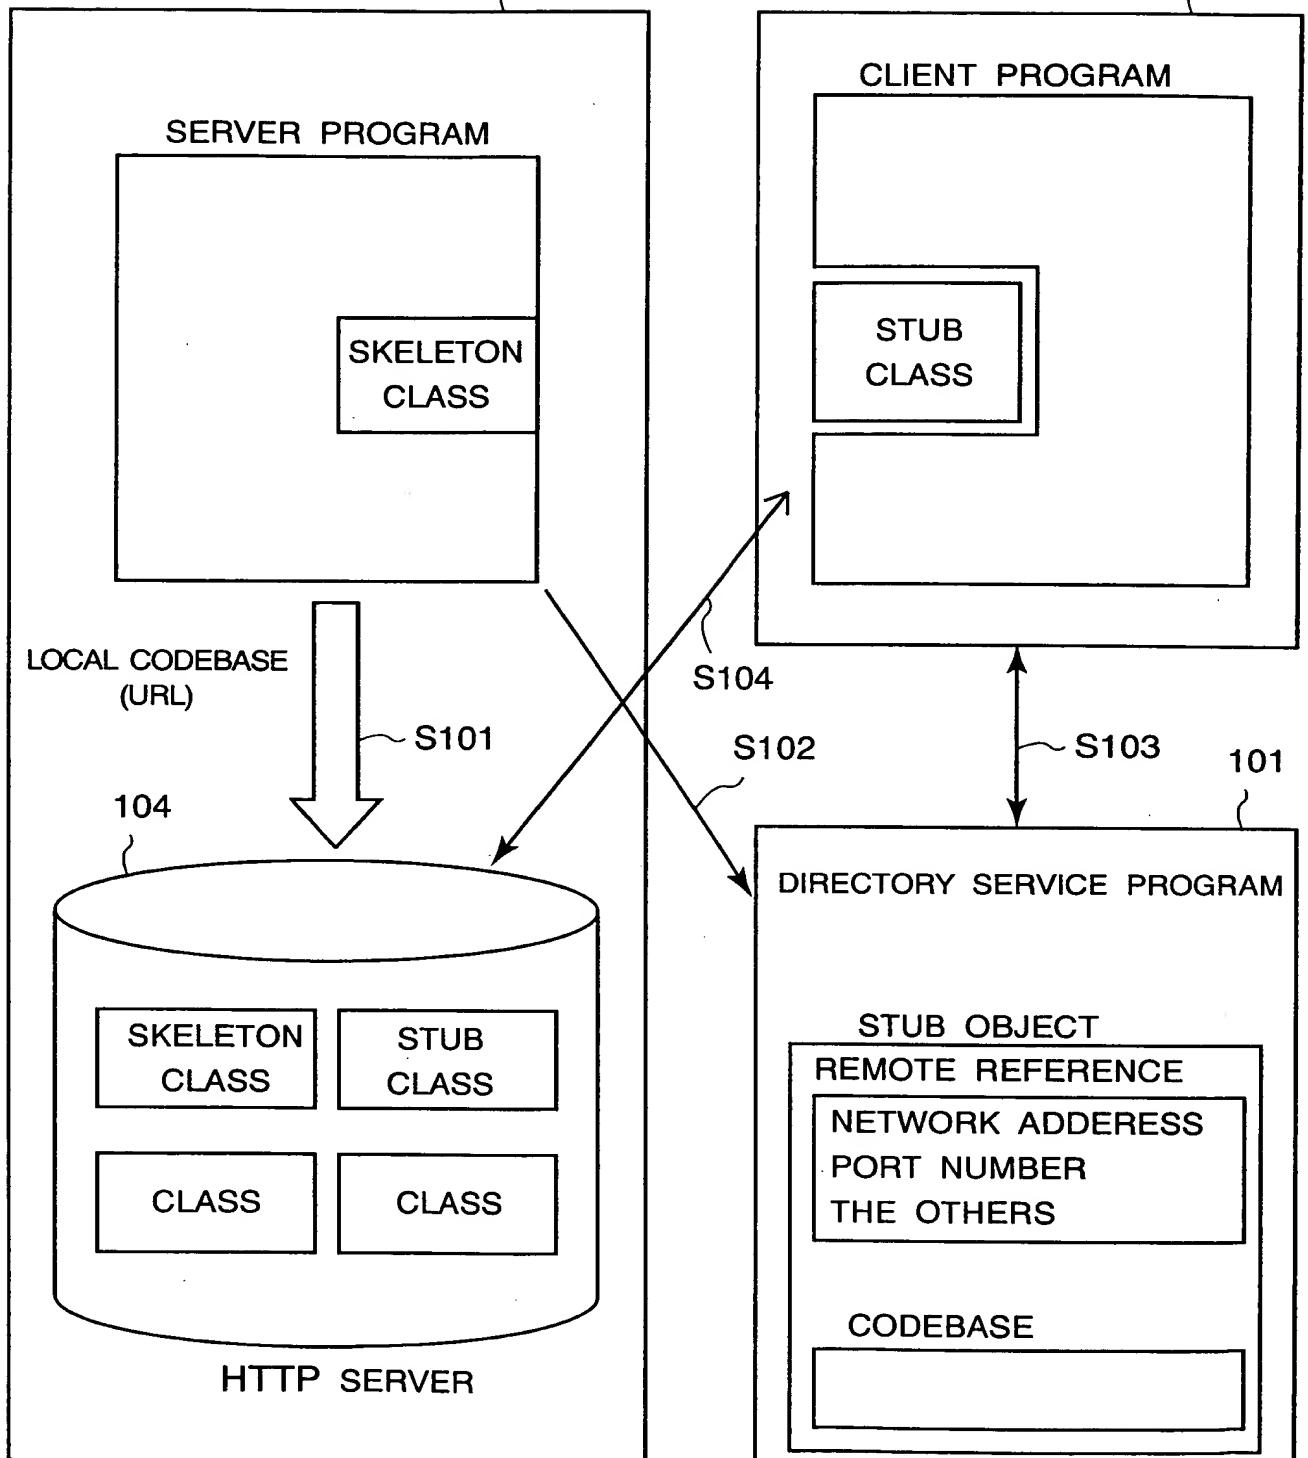 SERVER PROGRAM
SKELETON
CLASS
LOCAL CODEBASE
(URL)
S101
104
SKELETON
CLASS
STUB
CLASS
CLASS
CLASS
HTTP SERVER
CLIENT PROGRAM
STUB
CLASS
S104
S102
S103
101
DIRECTORY SERVICE PROGRAM
STUB OBJECT
REMOTE REFERENCE
NETWORK ADDERESS
PORT NUMBER
THE OTHERS
CODEBASE